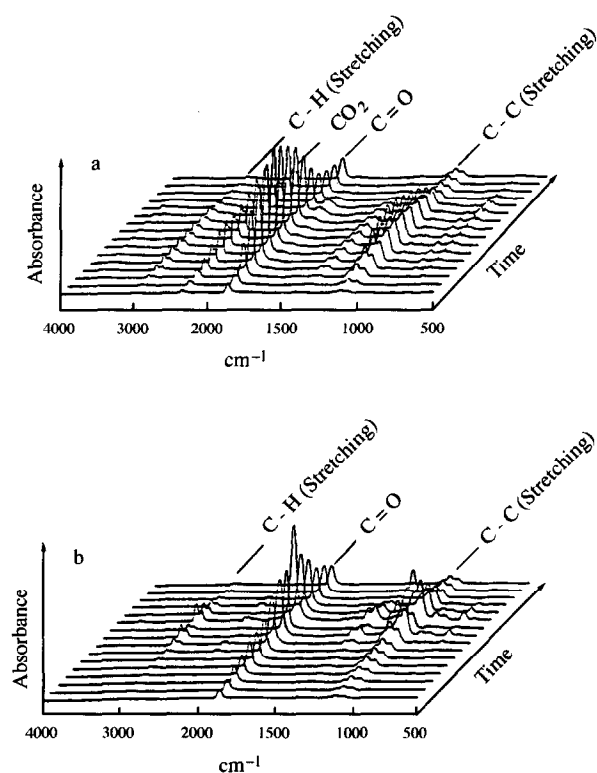 C - H (Stretching)
CO2
C = O
C - C (Stretching)
a
Absorbance
Time
4000 3000 2000 1500 1000 500
cm-1
C - H (Stretching)
C = O
C - C (Stretching)
b
Absorbance
Time
4000 3000 2000 1500 1000 500
cm-1